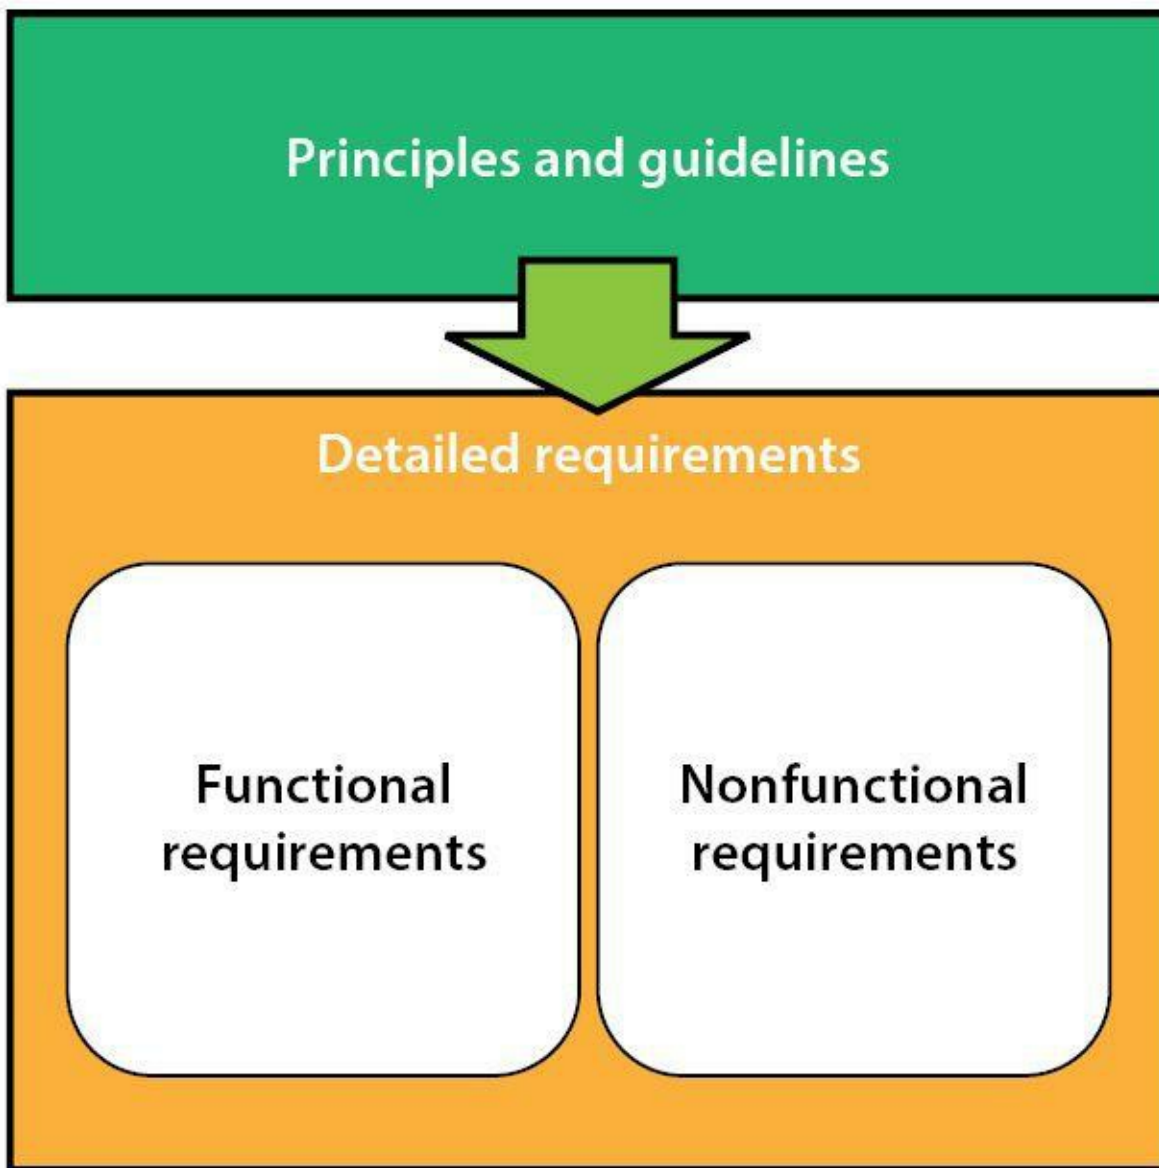 Principles and guidelines
Detailed requirements
Functional
requirements
Nonfunctional
requirements